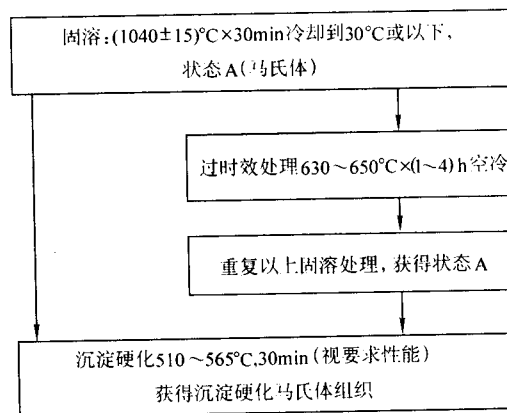 固溶:(1040±15)°C×30min冷却到30°C或以下,
状态A(马氏体)
过时效处理630~650°C×(1~4)h空冷
重复以上固溶处理,获得状态A
沉淀硬化510~565°C,30min(视要求性能)
获得沉淀硬化马氏体组织